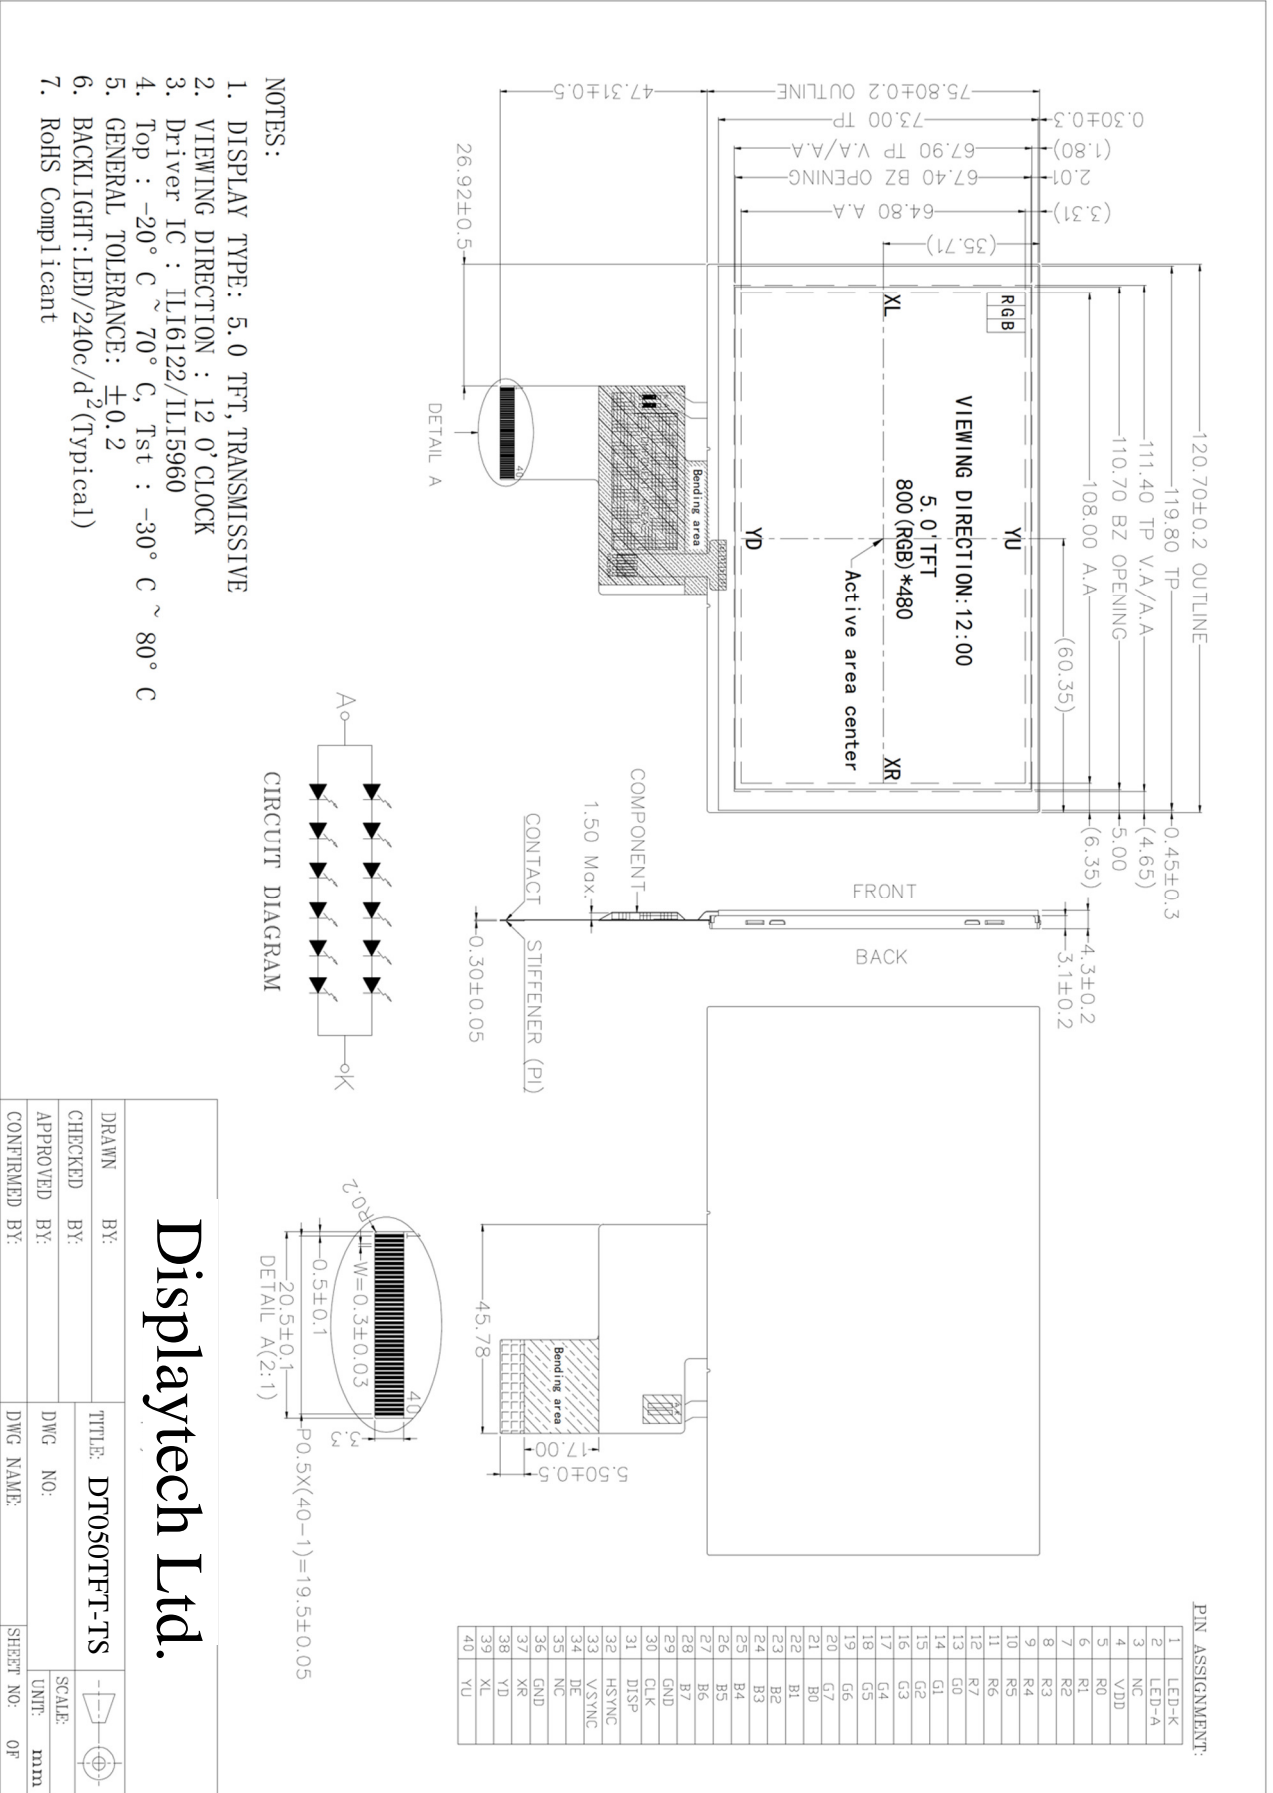 120.70±0.2 OUTLINE
119.80 TP
111.40 TP V.A/A.A
110.70 BZ OPENING
108.00 A.A
(60.35)
0.45±0.3
(4.65)
5.00
(6.35)
75.80±0.2 OUTLINE
47.31±0.5
73.00 TP
0.30±0.3
67.90 TP V.A/A.A
(1.80)
67.40 BZ OPENING
2.01
64.80 A.A
(3.31)
(35.71)
26.92±0.5
RGB
YU
VIEWING DIRECTION:12:00
5.0'TFT
800(RGB)*480
XL
XR
Active area center
YD
Bending area
40
DETAIL A
FRONT
BACK
4.3±0.2
3.1±0.2
COMPONENT
1.50 Max.
CONTACT
STIFFENER (PI)
0.30±0.05
45.78
Bending area
17.00
5.50±0.5
PIN ASSIGNMENT:
1 LED-K
2 LED-A
3 NC
4 VDD
5 R0
6 R1
7 R2
8 R3
9 R4
10 R5
11 R6
12 R7
13 G0
14 G1
15 G2
16 G3
17 G4
18 G5
19 G6
20 G7
21 B0
22 B1
23 B2
24 B3
25 B4
26 B5
27 B6
28 B7
29 GND
30 CLK
31 DISP
32 HSYNC
33 VSYNC
34 DE
35 NC
36 GND
37 XR
38 YD
39 XL
40 YU
NOTES:
1. DISPLAY TYPE: 5.0 TFT, TRANSMISSIVE
2. VIEWING DIRECTION : 12 O'CLOCK
3. Driver IC : ILI6122/ILI5960
4. Top : -20° C ~ 70° C, Tst : -30° C ~ 80° C
5. GENERAL TOLERANCE: ±0.2
6. BACKLIGHT:LED/240c/d²(Typical)
7. RoHS Complicant
A
K
CIRCUIT DIAGRAM
R0.2
40
W=0.3±0.03
0.5±0.1
20.5±0.1
3.3
P0.5X(40-1)=19.5±0.05
DETAIL A(2:1)
Displaytech Ltd.
DRAWN BY:
CHECKED BY:
APPROVED BY:
CONFIRMED BY:
TITLE: DT050TFT-TS
DWG NO:
DWG NAME:
SCALE:
UNIT: mm
SHEET NO: OF